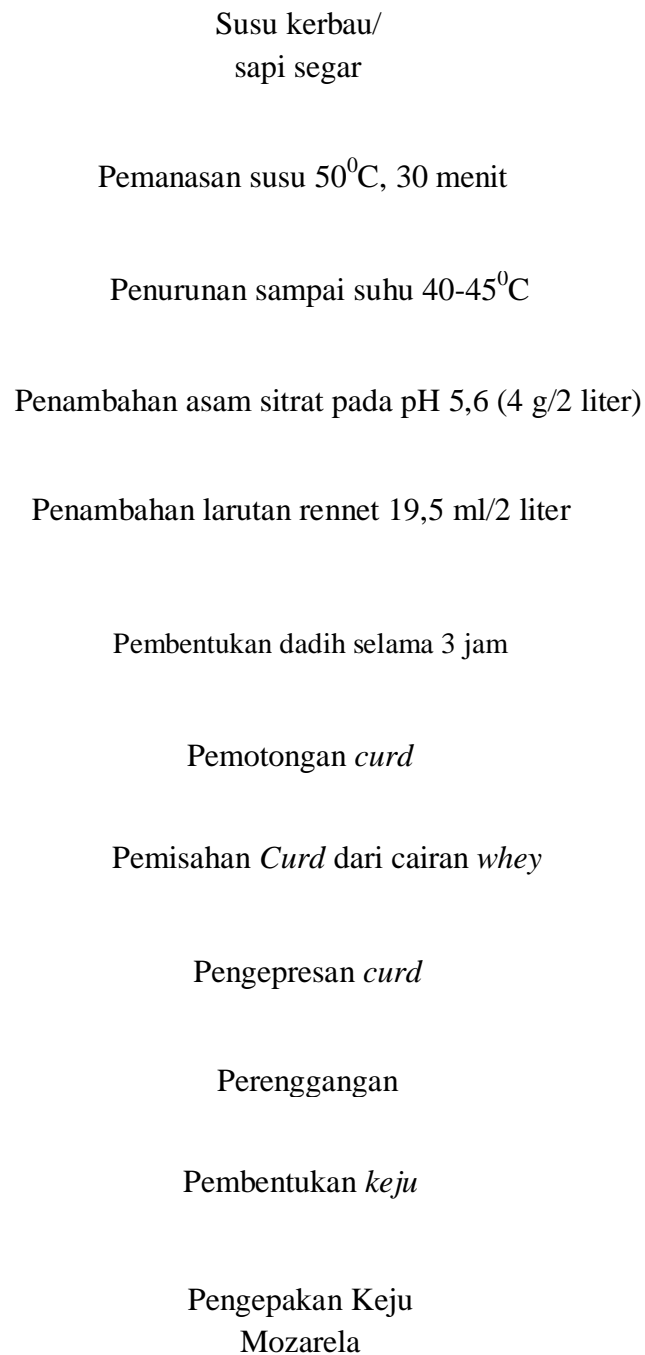 Susu kerbau/
sapi segar
Pemanasan susu 50⁰C, 30 menit
Penurunan sampai suhu 40-45⁰C
Penambahan asam sitrat pada pH 5,6 (4 g/2 liter)
Penambahan larutan rennet 19,5 ml/2 liter
Pembentukan dadih selama 3 jam
Pemotongan curd
Pemisahan Curd dari cairan whey
Pengepresan curd
Perenggangan
Pembentukan keju
Pengepakan Keju
Mozarela